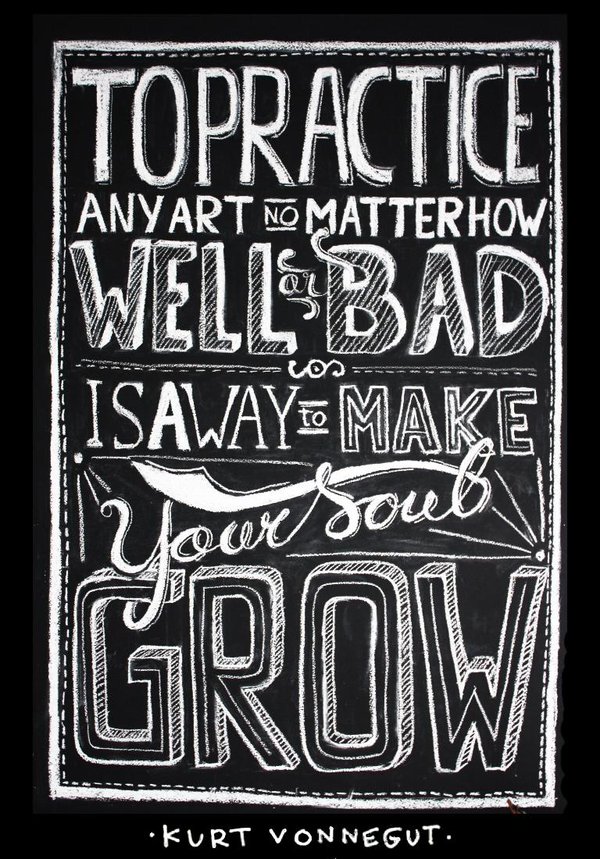 TO PRACTICE
ANY ART NO MATTER HOW
WELL or BAD
IS A WAY to MAKE
Your Soul
GROW
·KURT VONNEGUT·